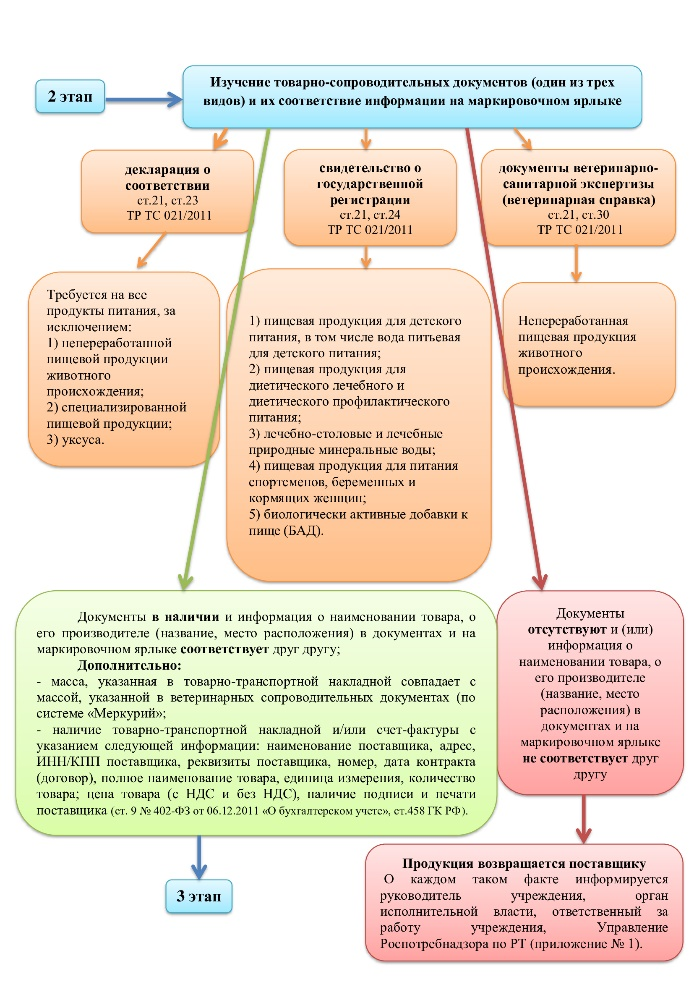 2 этап
Изучение товарно-сопроводительных документов (один из трех
видов) и их соответствие информации на маркировочном ярлыке
декларация о
соответствии
ст.21, ст.23
ТР ТС 021/2011
свидетельство о
государственной
регистрации
ст.21, ст.24
ТР ТС 021/2011
документы ветеринарно-
санитарной экспертизы
(ветеринарная справка)
ст.21, ст.30
ТР ТС 021/2011
Требуется на все
продукты питания, за
исключением:
1) непереработанной
пищевой продукции
животного
происхождения;
2) специализированной
пищевой продукции;
3) уксуса.
1) пищевая продукция для детского
питания, в том числе вода питьевая
для детского питания;
2) пищевая продукция для
диетического лечебного и
диетического профилактического
питания;
3) лечебно-столовые и лечебные
природные минеральные воды;
4) пищевая продукция для питания
спортсменов, беременных и
кормящих женщин;
5) биологически активные добавки к
пище (БАД).
Непереработанная
пищевая продукция
животного
происхождения.
Документы в наличии и информация о наименовании товара, о
его производителе (название, место расположения) в документах и на
маркировочном ярлыке соответствует друг другу;
Дополнительно:
- масса, указанная в товарно-транспортной накладной совпадает с
массой, указанной в ветеринарных сопроводительных документах (по
системе «Меркурий»;
- наличие товарно-транспортной накладной и/или счет-фактуры с
указанием следующей информации: наименование поставщика, адрес,
ИНН/КПП поставщика, реквизиты поставщика, номер, дата контракта
(договор), полное наименование товара, единица измерения, количество
товара; цена товара (с НДС и без НДС), наличие подписи и печати
поставщика (ст. 9 № 402-ФЗ от 06.12.2011 «О бухгалтерском учете», ст.458 ГК РФ).
Документы
отсутствуют и (или)
информация о
наименовании товара, о
его производителе
(название, место
расположения) в
документах и на
маркировочном ярлыке
не соответствует друг
другу
3 этап
Продукция возвращается поставщику
О каждом таком факте информируется
руководитель учреждения, орган
исполнительной власти, ответственный за
работу учреждения, Управление
Роспотребнадзора по РТ (приложение № 1).